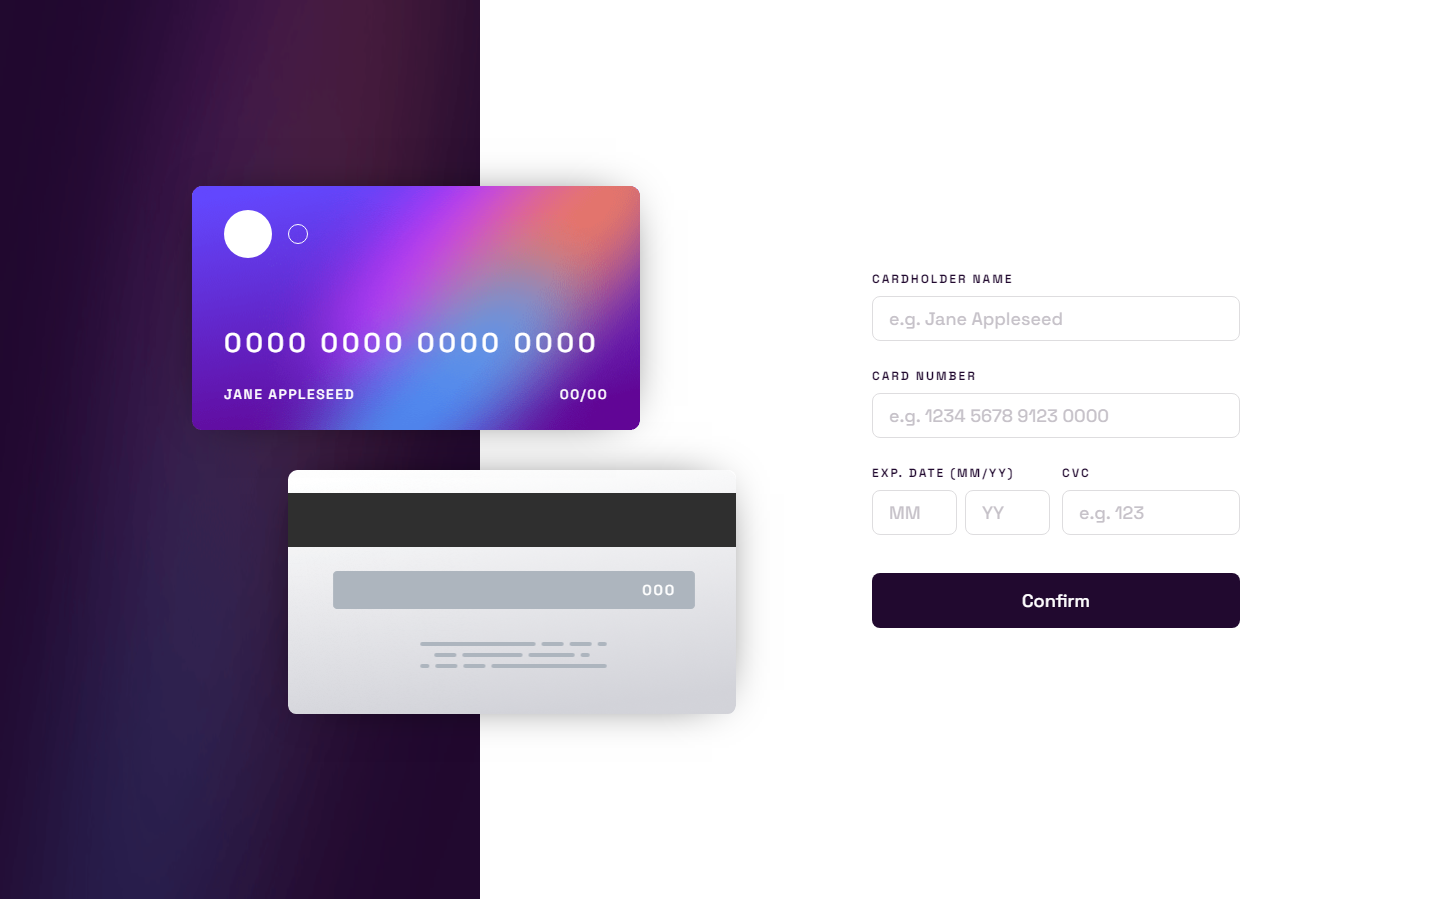 0000 0000 0000 0000
JANE APPLESEED 00/00
000
CARDHOLDER NAME
e.g. Jane Appleseed
CARD NUMBER
e.g. 1234 5678 9123 0000
EXP. DATE (MM/YY) CVC
MM YY e.g. 123
Confirm